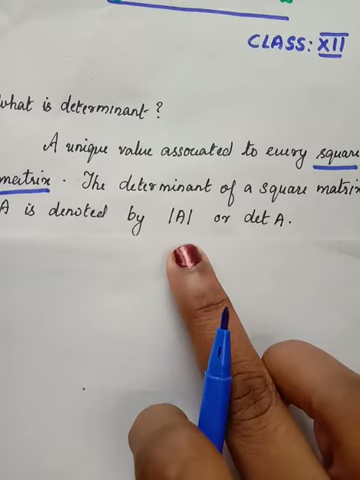 CLASS: XII
What is determinant?
A unique value associated to every square
matrix. The determinant of a square matrix
A is denoted by |A| or det A.